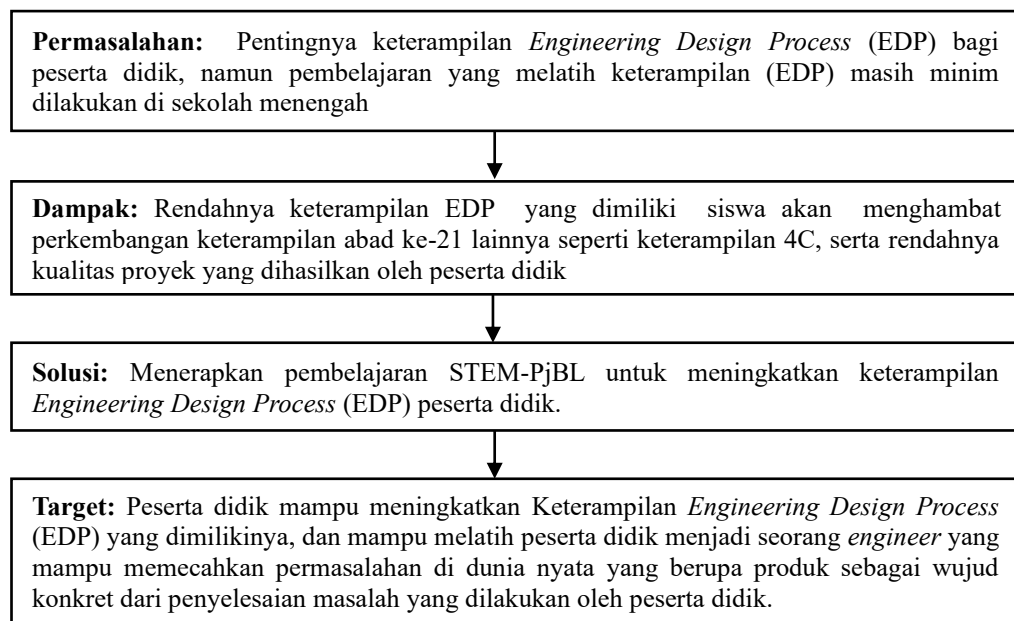 Permasalahan: Pentingnya keterampilan Engineering Design Process (EDP) bagi
peserta didik, namun pembelajaran yang melatih keterampilan (EDP) masih minim
dilakukan di sekolah menengah
Dampak: Rendahnya keterampilan EDP yang dimiliki siswa akan menghambat
perkembangan keterampilan abad ke-21 lainnya seperti keterampilan 4C, serta rendahnya
kualitas proyek yang dihasilkan oleh peserta didik
Solusi: Menerapkan pembelajaran STEM-PjBL untuk meningkatkan keterampilan
Engineering Design Process (EDP) peserta didik.
Target: Peserta didik mampu meningkatkan Keterampilan Engineering Design Process
(EDP) yang dimilikinya, dan mampu melatih peserta didik menjadi seorang engineer yang
mampu memecahkan permasalahan di dunia nyata yang berupa produk sebagai wujud
konkret dari penyelesaian masalah yang dilakukan oleh peserta didik.